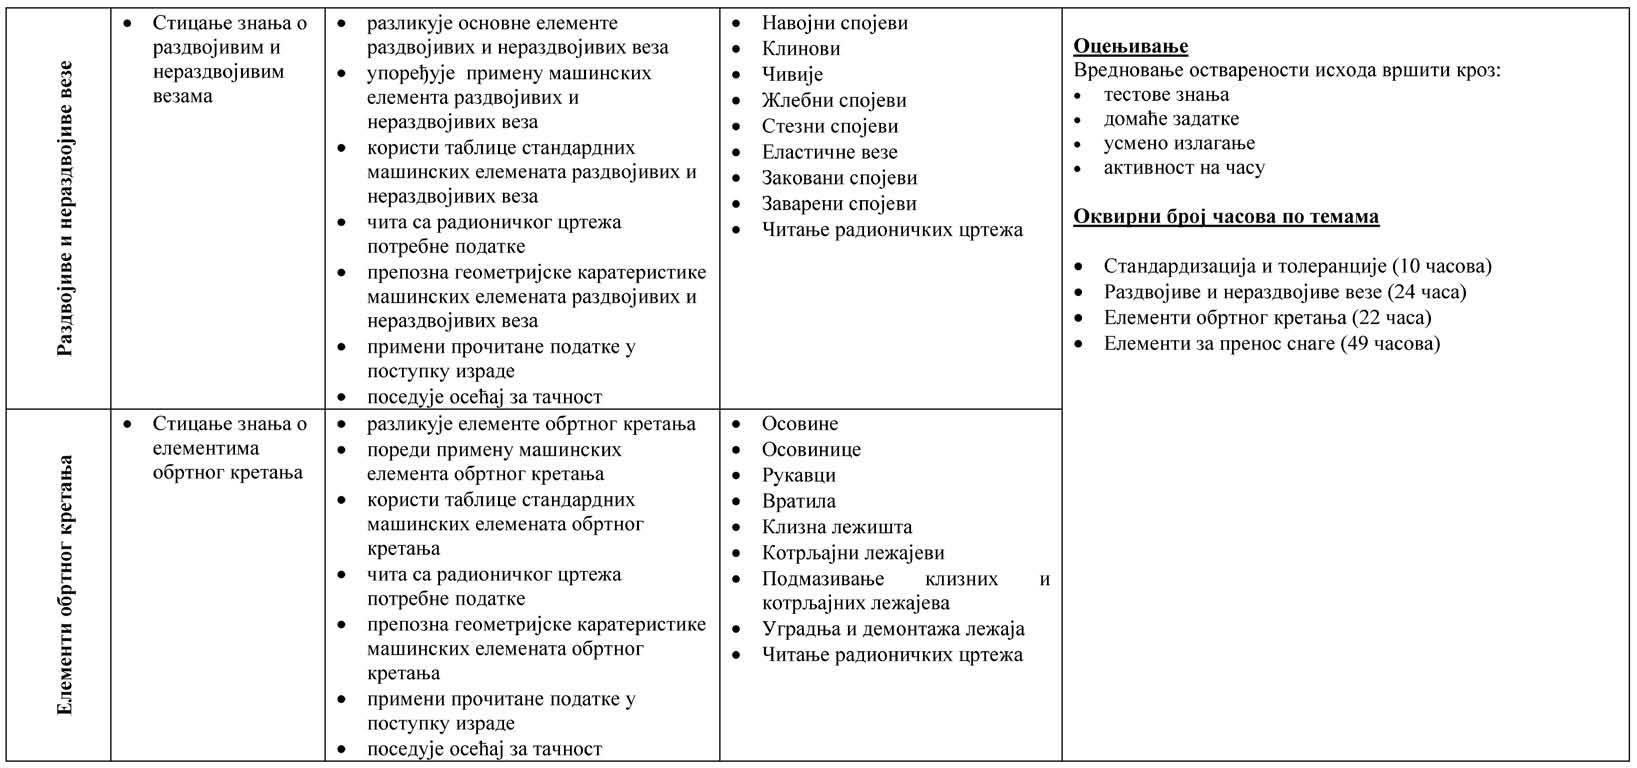 Раздвојиве и нераздвојиве везе
• Стицање знања о
раздвојивим и
нераздвојивим
везама
• разликује основне елементе
раздвојивих и нераздвојивих веза
• упоређује примену машинских
елемента раздвојивих и
нераздвојивих веза
• користи таблице стандардних
машинских елемената раздвојивих и
нераздвојивих веза
• чита са радионичког цртежа
потребне податке
• препозна геометријске каратеристике
машинских елемената раздвојивих и
нераздвојивих веза
• примени прочитане податке у
поступку израде
• поседује осећај за тачност
• Навојни спојеви
• Клинови
• Чивије
• Жлебни спојеви
• Стезни спојеви
• Еластичне везе
• Заковани спојеви
• Заварени спојеви
• Читање радионичких цртежа
Оцењивање
Вредновање остварености исхода вршити кроз:
• тестове знања
• домаће задатке
• усмено излагање
• активност на часу
Оквирни број часова по темама
• Стандардизација и толеранције (10 часова)
• Раздвојиве и нераздвојиве везе (24 часа)
• Елементи обртног кретања (22 часа)
• Елементи за пренос снаге (49 часова)
Елементи обртног кретања
• Стицање знања о
елементима
обртног кретања
• разликује елементе обртног кретања
• пореди примену машинских
елемента обртног кретања
• користи таблице стандардних
машинских елемената обртног
кретања
• чита са радионичког цртежа
потребне податке
• препозна геометријске каратеристике
машинских елемената обртног
кретања
• примени прочитане податке у
поступку израде
• поседује осећај за тачност
• Осовине
• Осовинице
• Рукавци
• Вратила
• Клизна лежишта
• Котрљајни лежајеви
• Подмазивање клизних и
котрљајних лежајева
• Уградња и демонтажа лежаја
• Читање радионичких цртежа